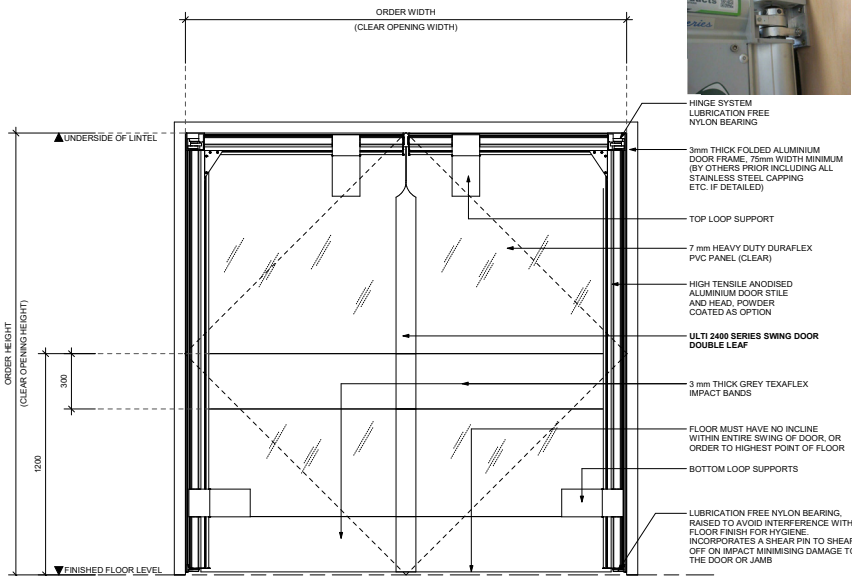 ORDER WIDTH
(CLEAR OPENING WIDTH)
UNDERSIDE OF LINTEL
HINGE SYSTEM
LUBRICATION FREE
NYLON BEARING
3mm THICK FOLDED ALUMINIUM
DOOR FRAME, 75mm WIDTH MINIMUM
(BY OTHERS PRIOR INCLUDING ALL
STAINLESS STEEL CAPPING
ETC. IF DETAILED)
TOP LOOP SUPPORT
7 mm HEAVY DUTY DURAFLEX
PVC PANEL (CLEAR)
HIGH TENSILE ANODISED
ALUMINIUM DOOR STILE
AND HEAD, POWDER
COATED AS OPTION
ULTI 2400 SERIES SWING DOOR
DOUBLE LEAF
3 mm THICK GREY TEXAFLEX
IMPACT BANDS
FLOOR MUST HAVE NO INCLINE
WITHIN ENTIRE SWING OF DOOR, OR
ORDER TO HIGHEST POINT OF FLOOR
BOTTOM LOOP SUPPORTS
LUBRICATION FREE NYLON BEARING,
RAISED TO AVOID INTERFERENCE WITH
FLOOR FINISH FOR HYGIENE.
INCORPORATES A SHEAR PIN TO SHEAR
OFF ON IMPACT MINIMISING DAMAGE TO
THE DOOR OR JAMB
ORDER HEIGHT
(CLEAR OPENING HEIGHT)
300
1200
FINISHED FLOOR LEVEL